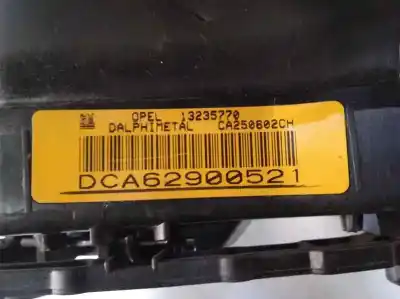 OPEL 13235770
DALPHIMETAL CA250602CH
DCA62900521